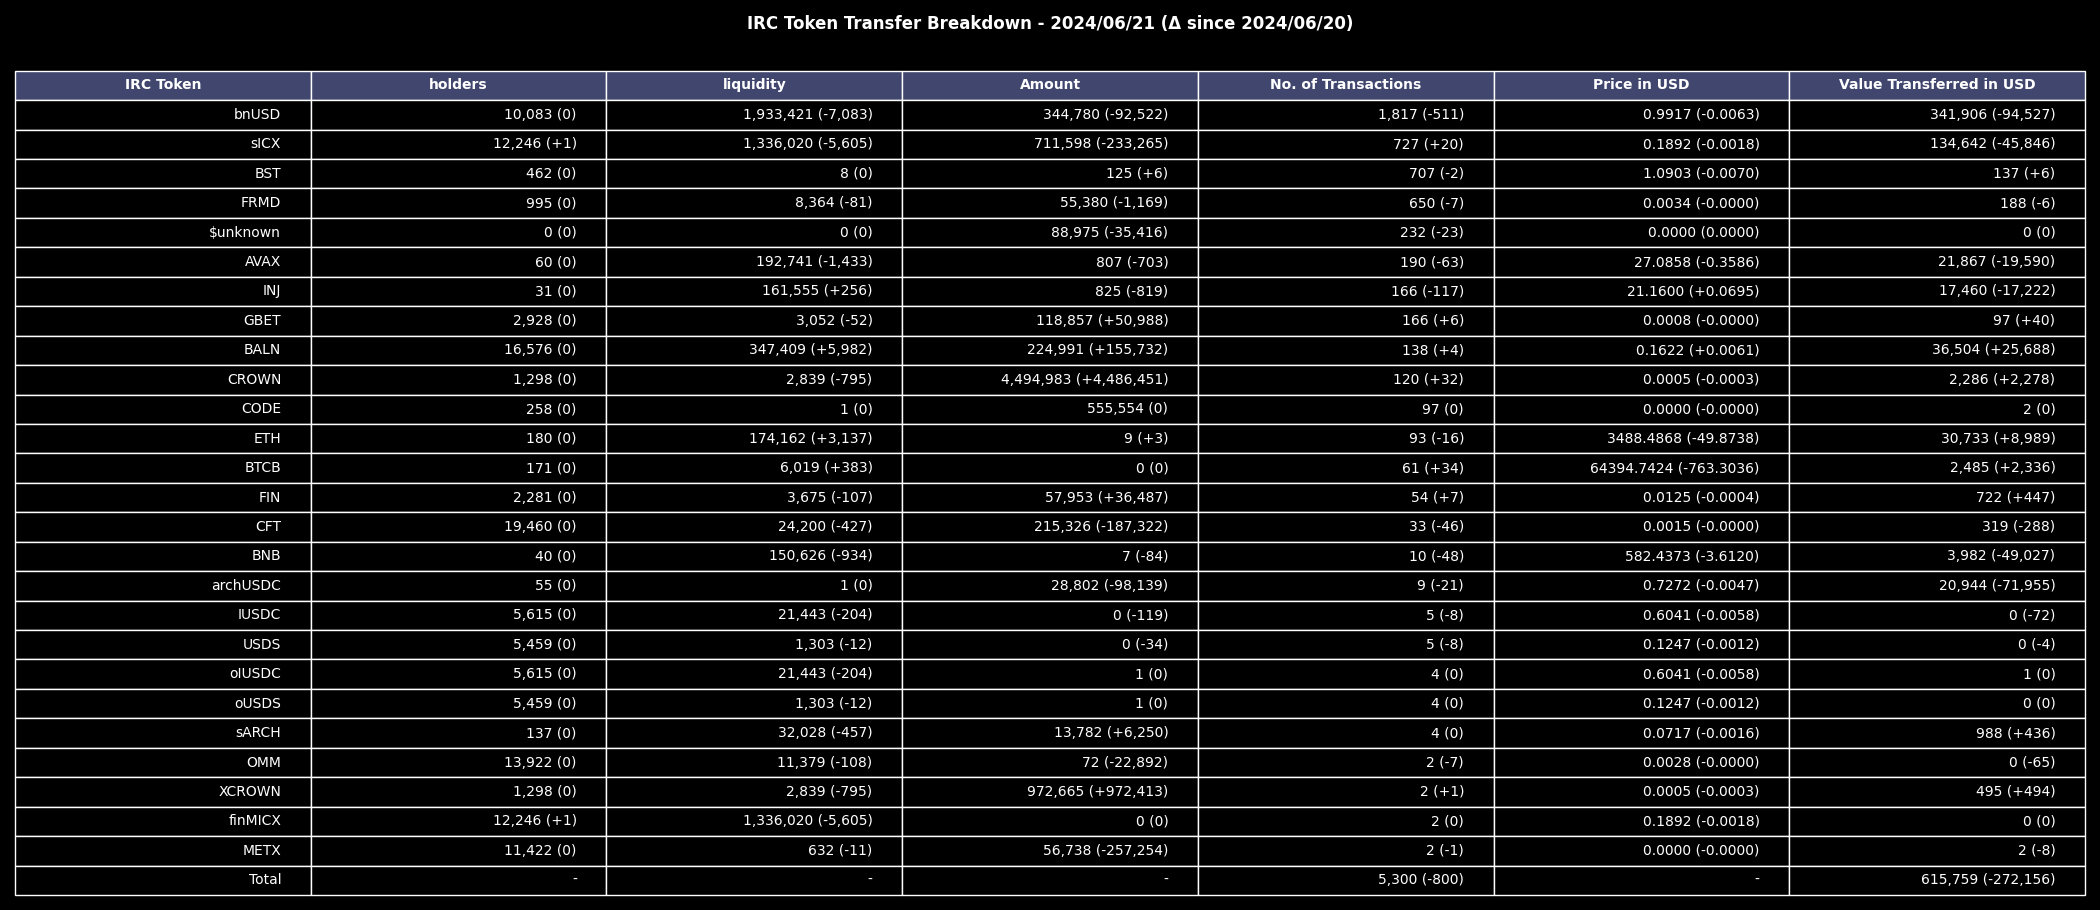 IRC Token Transfer Breakdown - 2024/06/21 (Δ since 2024/06/20)
IRC Token holders liquidity Amount No. of Transactions Price in USD Value Transferred in USD
bnUSD 10,083 (0) 1,933,421 (-7,083) 344,780 (-92,522) 1,817 (-511) 0.9917 (-0.0063) 341,906 (-94,527)
sICX 12,246 (+1) 1,336,020 (-5,605) 711,598 (-233,265) 727 (+20) 0.1892 (-0.0018) 134,642 (-45,846)
BST 462 (0) 8 (0) 125 (+6) 707 (-2) 1.0903 (-0.0070) 137 (+6)
FRMD 995 (0) 8,364 (-81) 55,380 (-1,169) 650 (-7) 0.0034 (-0.0000) 188 (-6)
$unknown 0 (0) 0 (0) 88,975 (-35,416) 232 (-23) 0.0000 (0.0000) 0 (0)
AVAX 60 (0) 192,741 (-1,433) 807 (-703) 190 (-63) 27.0858 (-0.3586) 21,867 (-19,590)
INJ 31 (0) 161,555 (+256) 825 (-819) 166 (-117) 21.1600 (+0.0695) 17,460 (-17,222)
GBET 2,928 (0) 3,052 (-52) 118,857 (+50,988) 166 (+6) 0.0008 (-0.0000) 97 (+40)
BALN 16,576 (0) 347,409 (+5,982) 224,991 (+155,732) 138 (+4) 0.1622 (+0.0061) 36,504 (+25,688)
CROWN 1,298 (0) 2,839 (-795) 4,494,983 (+4,486,451) 120 (+32) 0.0005 (-0.0003) 2,286 (+2,278)
CODE 258 (0) 1 (0) 555,554 (0) 97 (0) 0.0000 (-0.0000) 2 (0)
ETH 180 (0) 174,162 (+3,137) 9 (+3) 93 (-16) 3488.4868 (-49.8738) 30,733 (+8,989)
BTCB 171 (0) 6,019 (+383) 0 (0) 61 (+34) 64394.7424 (-763.3036) 2,485 (+2,336)
FIN 2,281 (0) 3,675 (-107) 57,953 (+36,487) 54 (+7) 0.0125 (-0.0004) 722 (+447)
CFT 19,460 (0) 24,200 (-427) 215,326 (-187,322) 33 (-46) 0.0015 (-0.0000) 319 (-288)
BNB 40 (0) 150,626 (-934) 7 (-84) 10 (-48) 582.4373 (-3.6120) 3,982 (-49,027)
archUSDC 55 (0) 1 (0) 28,802 (-98,139) 9 (-21) 0.7272 (-0.0047) 20,944 (-71,955)
IUSDC 5,615 (0) 21,443 (-204) 0 (-119) 5 (-8) 0.6041 (-0.0058) 0 (-72)
USDS 5,459 (0) 1,303 (-12) 0 (-34) 5 (-8) 0.1247 (-0.0012) 0 (-4)
oIUSDC 5,615 (0) 21,443 (-204) 1 (0) 4 (0) 0.6041 (-0.0058) 1 (0)
oUSDS 5,459 (0) 1,303 (-12) 1 (0) 4 (0) 0.1247 (-0.0012) 0 (0)
sARCH 137 (0) 32,028 (-457) 13,782 (+6,250) 4 (0) 0.0717 (-0.0016) 988 (+436)
OMM 13,922 (0) 11,379 (-108) 72 (-22,892) 2 (-7) 0.0028 (-0.0000) 0 (-65)
XCROWN 1,298 (0) 2,839 (-795) 972,665 (+972,413) 2 (+1) 0.0005 (-0.0003) 495 (+494)
finMICX 12,246 (+1) 1,336,020 (-5,605) 0 (0) 2 (0) 0.1892 (-0.0018) 0 (0)
METX 11,422 (0) 632 (-11) 56,738 (-257,254) 2 (-1) 0.0000 (-0.0000) 2 (-8)
Total - - - 5,300 (-800) - 615,759 (-272,156)